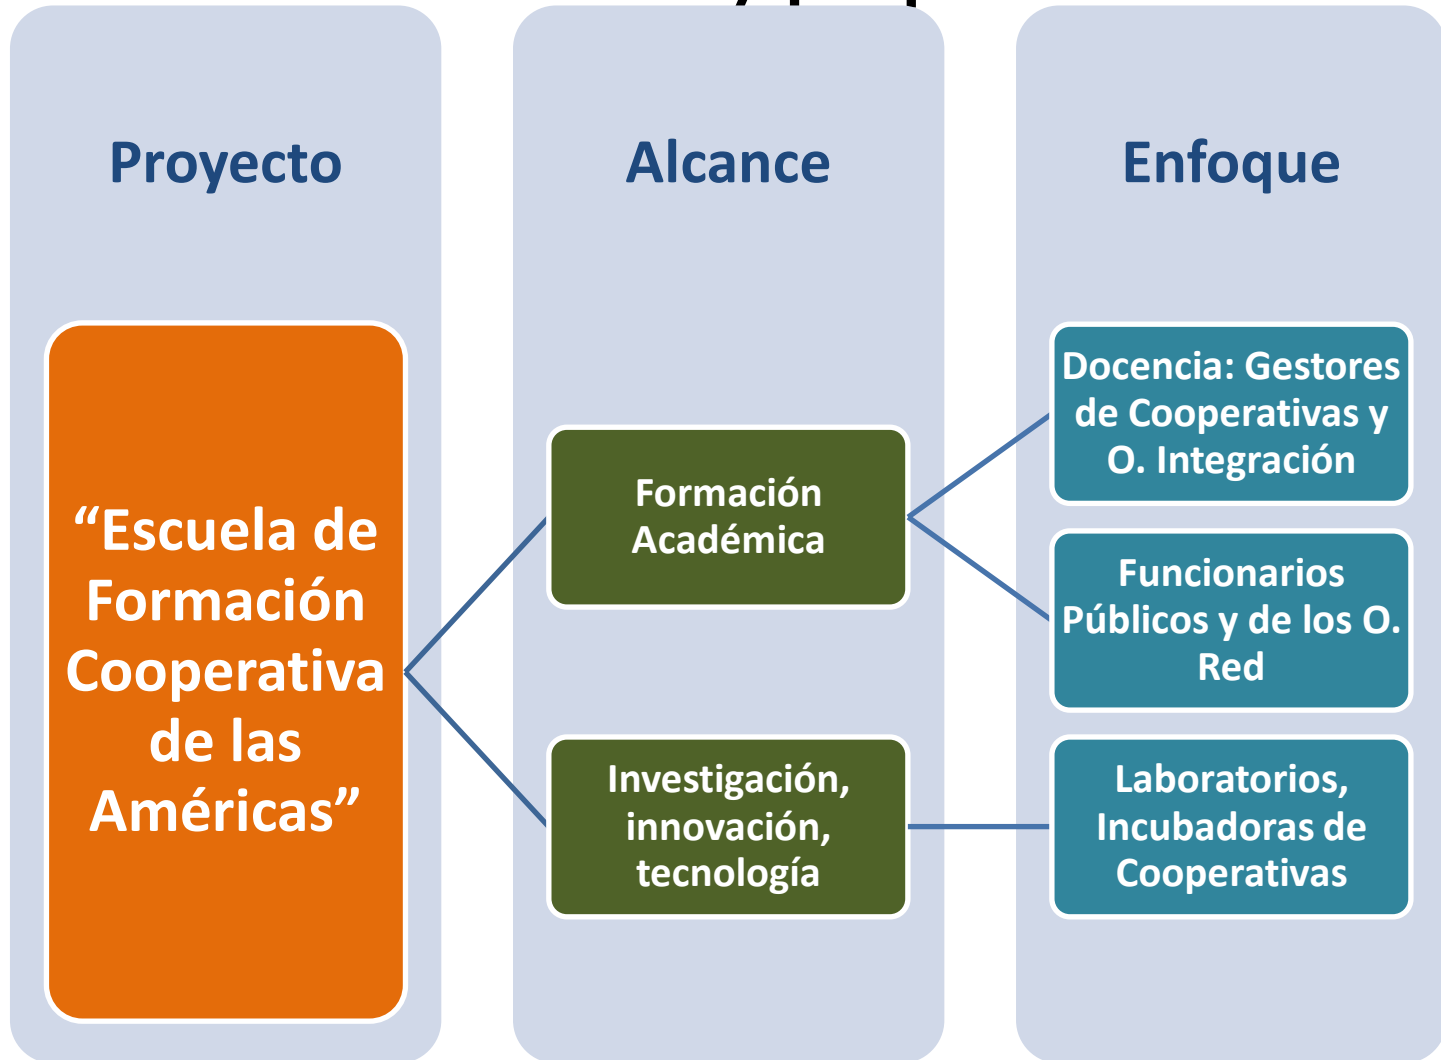 Proyecto
Alcance
Enfoque
“Escuela de
Formación
Cooperativa
de las
Américas”
Formación
Académica
Investigación,
innovación,
tecnología
Docencia: Gestores
de Cooperativas y
O. Integración
Funcionarios
Públicos y de los O.
Red
Laboratorios,
Incubadoras de
Cooperativas